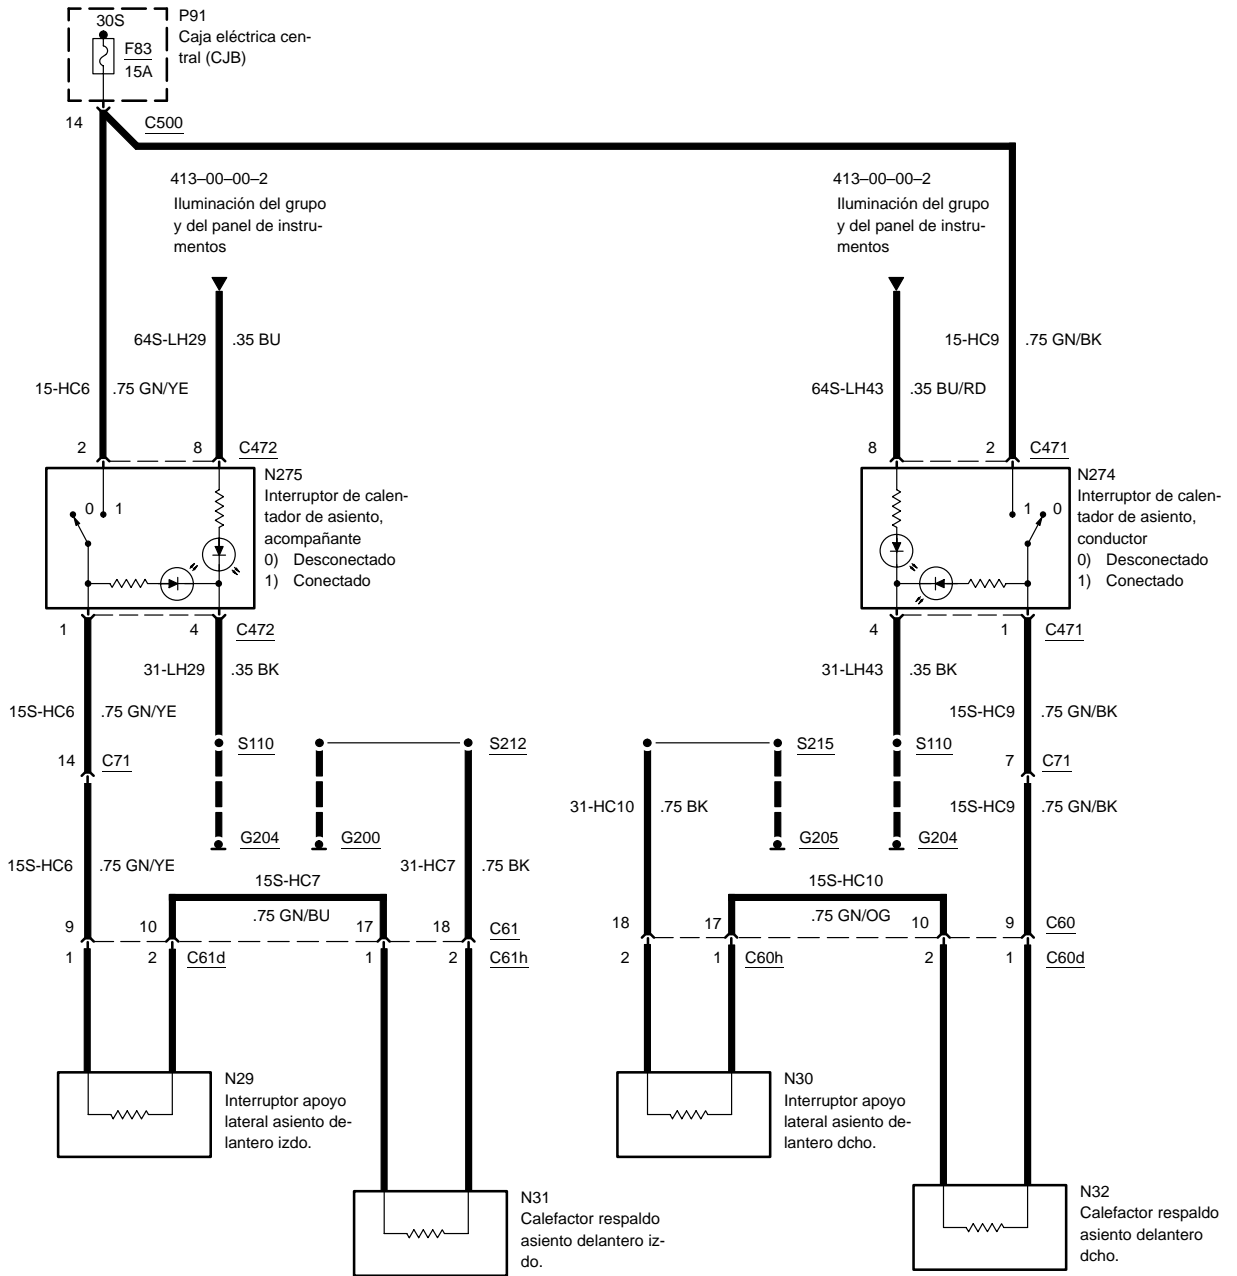 30S
F83
15A
P91
Caja eléctrica cen-
tral (CJB)
14
C500
413–00–00–2
Iluminación del grupo
y del panel de instru-
mentos
413–00–00–2
Iluminación del grupo
y del panel de instru-
mentos
64S-LH29 .35 BU
15-HC9 .75 GN/BK
15-HC6 .75 GN/YE
64S-LH43 .35 BU/RD
2 8 C472
8 2 C471
N275
Interruptor de calen-
tador de asiento,
acompañante
0) Desconectado
1) Conectado
0 1
N274
Interruptor de calen-
tador de asiento,
conductor
0) Desconectado
1) Conectado
1 0
1 4 C472
4 1 C471
31-LH29 .35 BK
31-LH43 .35 BK
15S-HC6 .75 GN/YE
15S-HC9 .75 GN/BK
S110
S212
S215
S110
14 C71
7 C71
31-HC10 .75 BK
15S-HC9 .75 GN/BK
G204
G200
G205
G204
15S-HC6 .75 GN/YE
31-HC7 .75 BK
15S-HC7
.75 GN/BU
15S-HC10
.75 GN/OG
9 10 17 18 C61
18 17 10 9 C60
1 2 C61d 1 2 C61h
2 1 C60h 2 1 C60d
N29
Interruptor apoyo
lateral asiento de-
lantero izdo.
N30
Interruptor apoyo
lateral asiento de-
lantero dcho.
N31
Calefactor respaldo
asiento delantero iz-
do.
N32
Calefactor respaldo
asiento delantero
dcho.